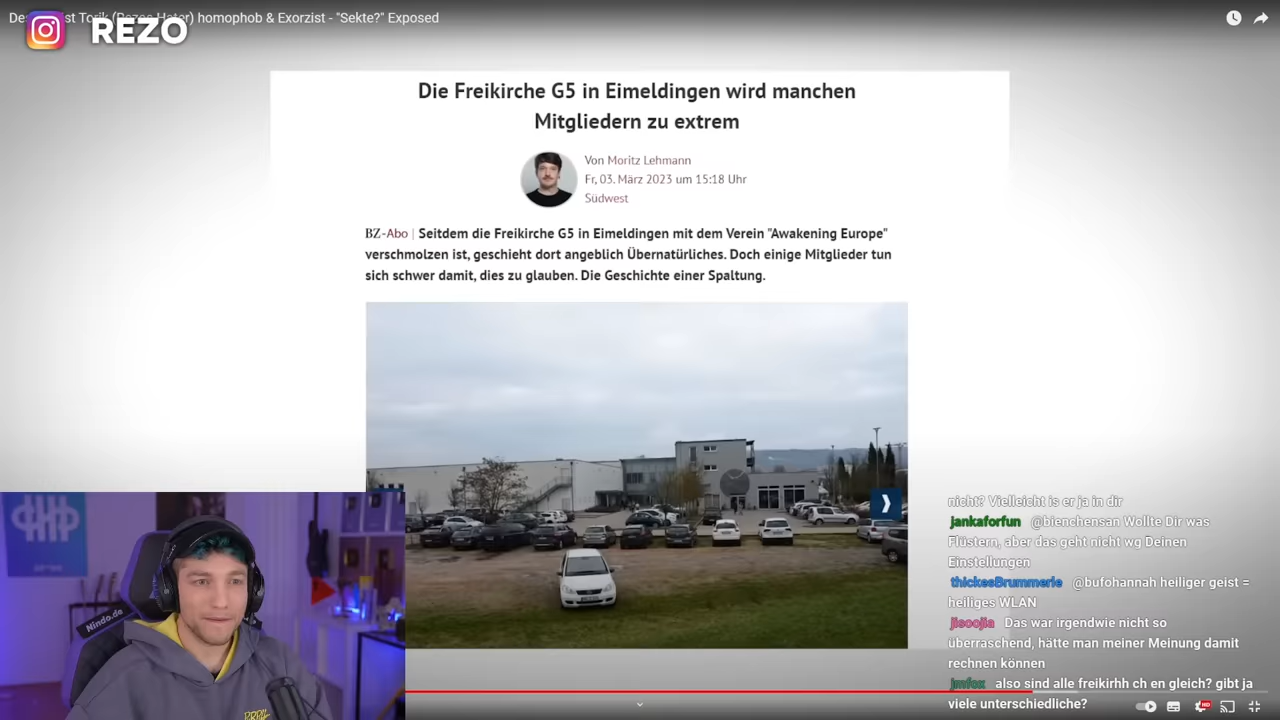 Torik (Rezos Hater) homophob & Exorzist - "Sekte?" Exposed
REZO
Die Freikirche G5 in Eimeldingen wird manchen
Mitgliedern zu extrem
Von Moritz Lehmann
Fr, 03. März 2023 um 15:18 Uhr
Südwest
BZ-Abo | Seitdem die Freikirche G5 in Eimeldingen mit dem Verein "Awakening Europe"
verschmolzen ist, geschieht dort angeblich Übernatürliches. Doch einige Mitglieder tun
sich schwer damit, dies zu glauben. Die Geschichte einer Spaltung.
Nindo.de
nicht? Vielleicht is er ja in dir
jankaforfun @bienchensan Wollte Dir was
Flüstern, aber das geht nicht wg Deinen
Einstellungen
thickesBrummerle @bufohannah heiliger geist =
heiliges WLAN
jisoojia Das war irgendwie nicht so
überraschend, hätte man meiner Meinung damit
rechnen können
jmfox also sind alle freikirhh ch en gleich? gibt ja
viele unterschiedliche?
HD